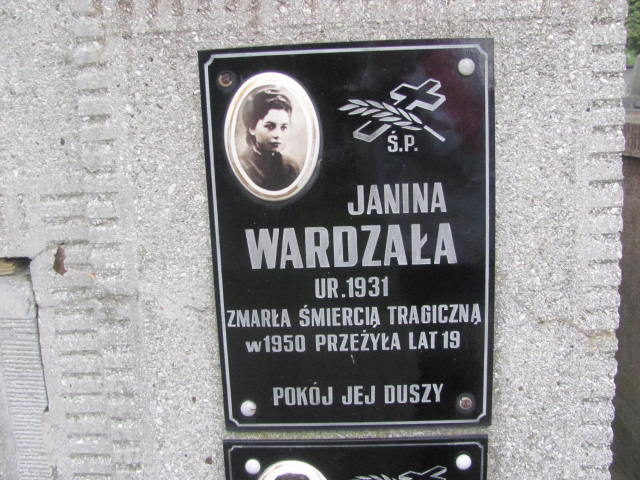 Ś.P.
JANINA
WARDZAŁA
UR.1931
ZMARŁA ŚMIERCIĄ TRAGICZNĄ
w1950 PRZEŻYŁA LAT 19
POKÓJ JEJ DUSZY